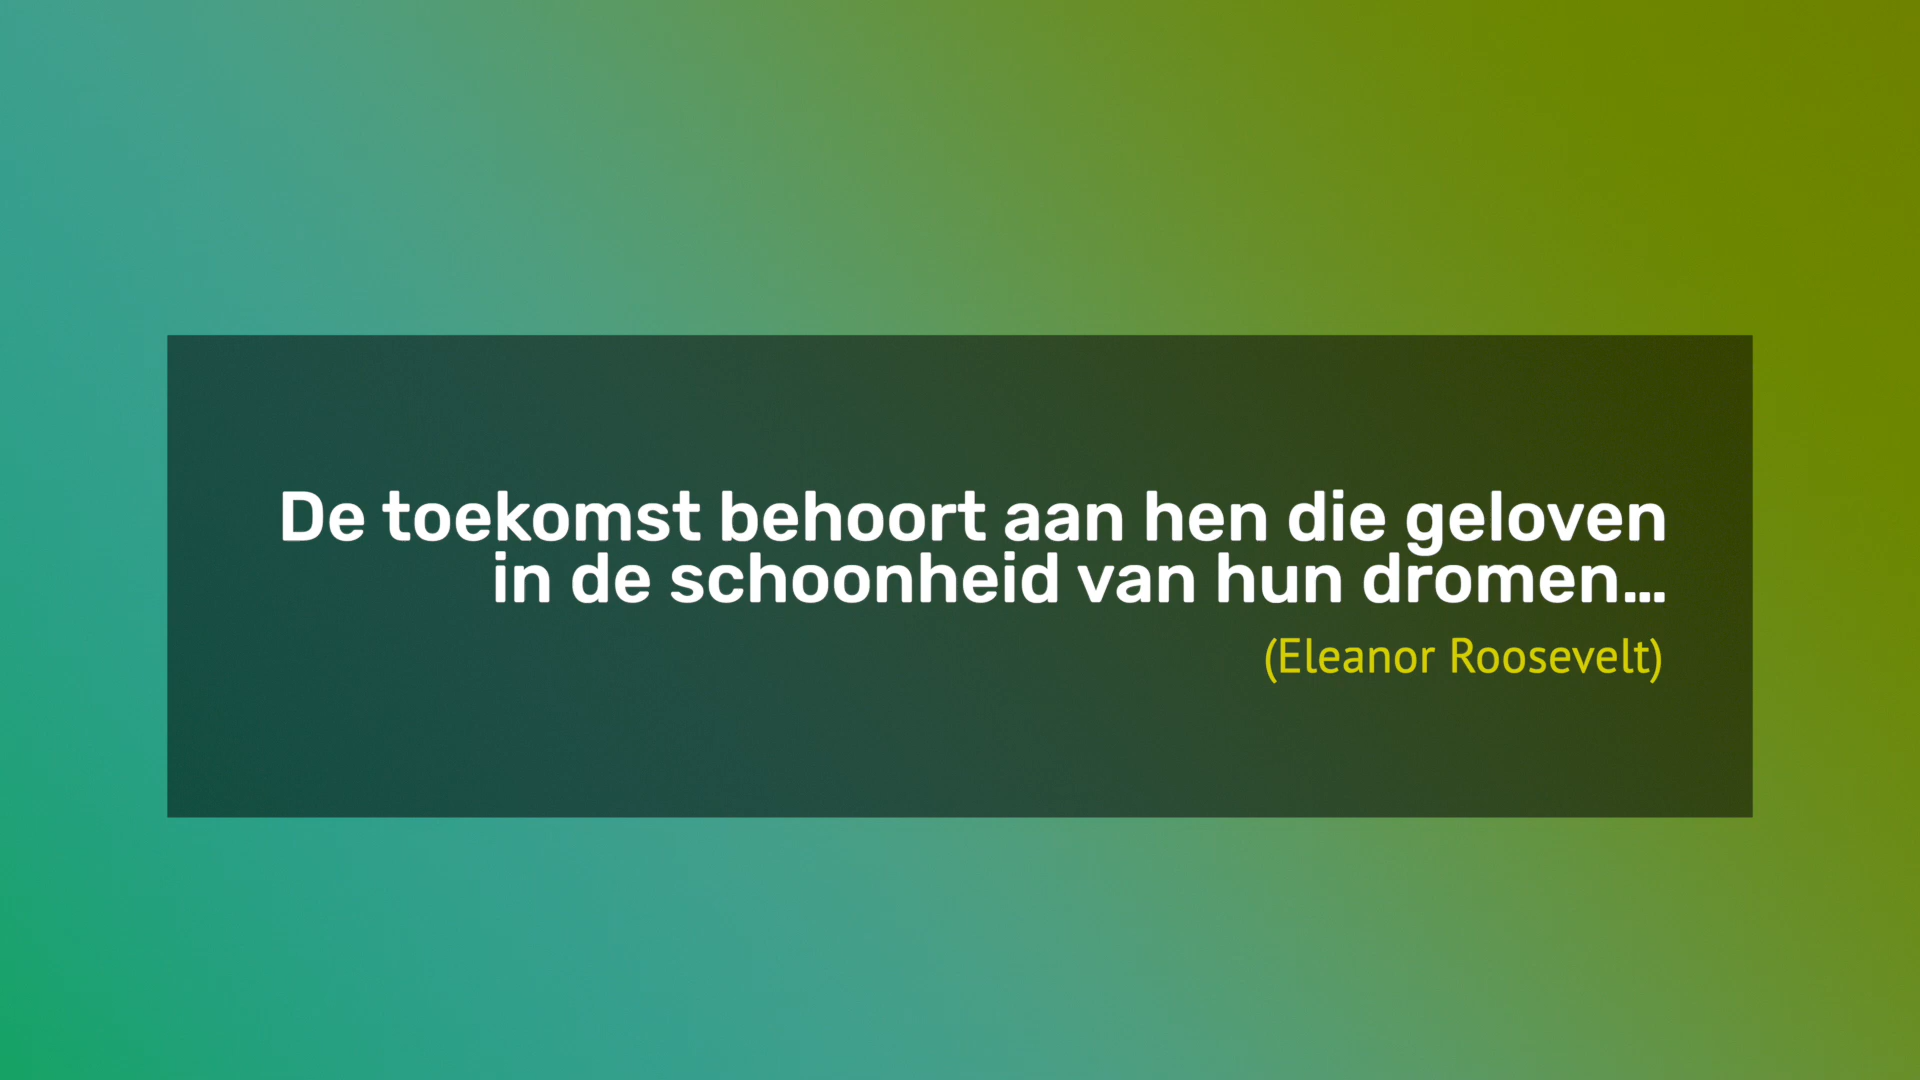 De toekomst behoort aan hen die geloven
in de schoonheid van hun dromen...
(Eleanor Roosevelt)